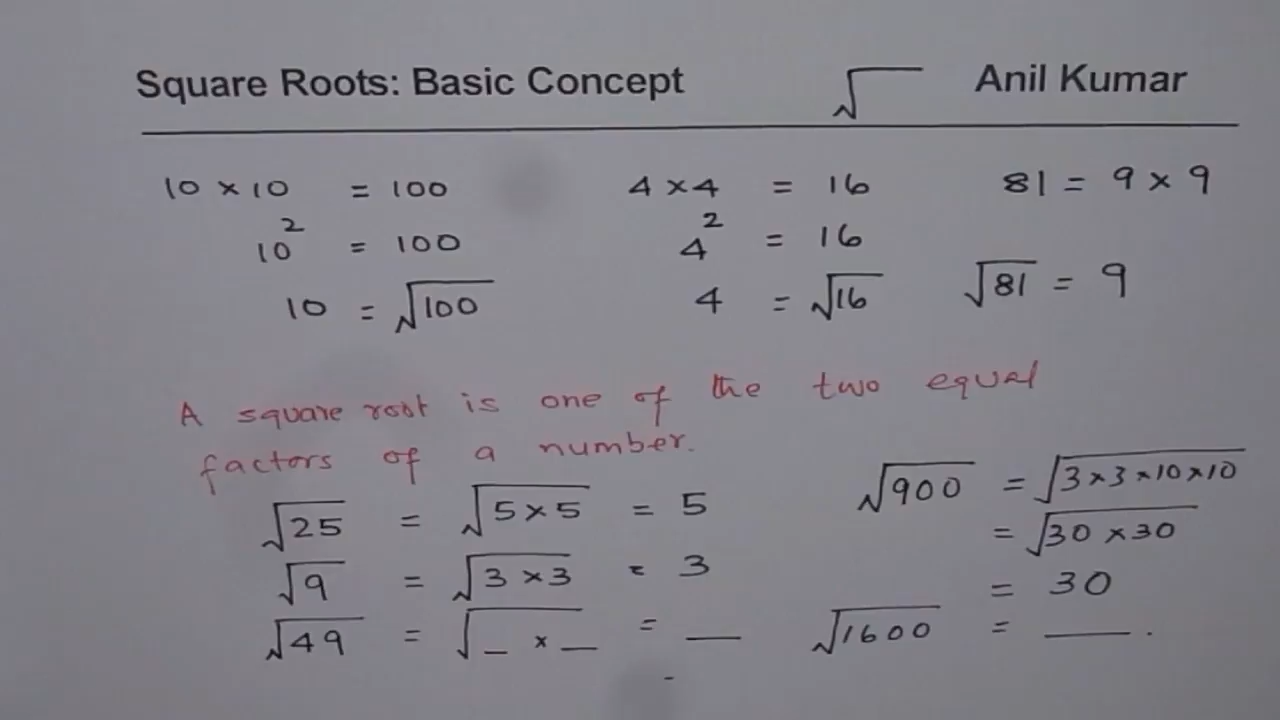 Square Roots: Basic Concept √ Anil Kumar
10 × 10 = 100 4 × 4 = 16 81 = 9 × 9
10² = 100 4² = 16
10 = √100 4 = √16 √81 = 9
A square root is one of the two equal
factors of a number.
√25 = √5 × 5 = 5 √900 = √3 × 3 × 10 × 10
= √30 × 30
√9 = √3 × 3 = 3 = 30
√49 = √_ × _ = __ √1600 = ___.